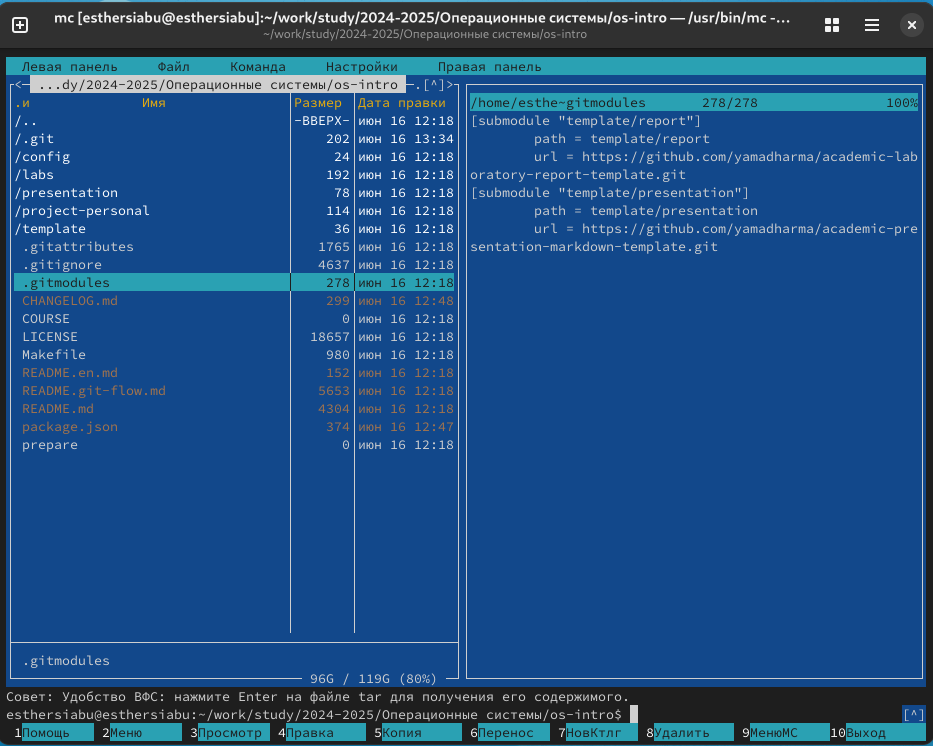 mc [esthersiabu@esthersiabu]:~/work/study/2024-2025/Операционные системы/os-intro — /usr/bin/mc -...
~/work/study/2024-2025/Операционные системы/os-intro
Левая панель Файл Команда Настройки Правая панель
<─ ...dy/2024-2025/Операционные системы/os-intro ─.[^]>
.и Имя Размер Дата правки
/.. -ВВЕРХ- июн 16 12:18
/.git 202 июн 16 13:34
/config 24 июн 16 12:18
/labs 192 июн 16 12:18
/presentation 78 июн 16 12:18
/project-personal 114 июн 16 12:18
/template 36 июн 16 12:18
.gitattributes 1765 июн 16 12:18
.gitignore 4637 июн 16 12:18
.gitmodules 278 июн 16 12:18
CHANGELOG.md 299 июн 16 12:48
COURSE 0 июн 16 12:18
LICENSE 18657 июн 16 12:18
Makefile 980 июн 16 12:18
README.en.md 152 июн 16 12:18
README.git-flow.md 5653 июн 16 12:18
README.md 4304 июн 16 12:18
package.json 374 июн 16 12:47
prepare 0 июн 16 12:18
.gitmodules
96G / 119G (80%)
/home/esthe~gitmodules 278/278 100%
[submodule "template/report"]
path = template/report
url = https://github.com/yamadharma/academic-lab
oratory-report-template.git
[submodule "template/presentation"]
path = template/presentation
url = https://github.com/yamadharma/academic-pre
sentation-markdown-template.git
Совет: Удобство ВФС: нажмите Enter на файле tar для получения его содержимого.
esthersiabu@esthersiabu:~/work/study/2024-2025/Операционные системы/os-intro$ [^]
1Помощь 2Меню 3Просмотр 4Правка 5Копия 6Перенос 7НовКтлг 8Удалить 9МенюMC 10Выход